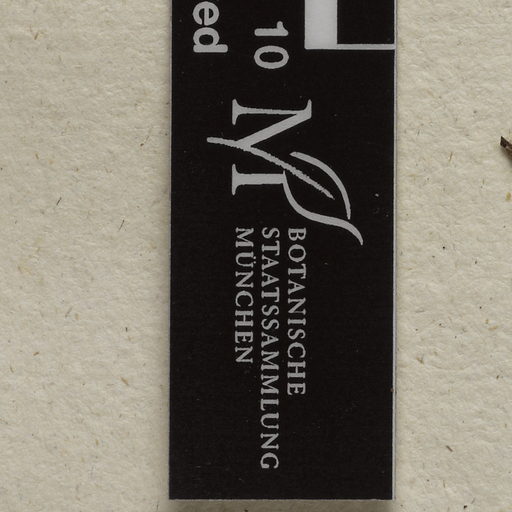 10
ed
M
BOTANISCHE
STAATSSAMMLUNG
MÜNCHEN